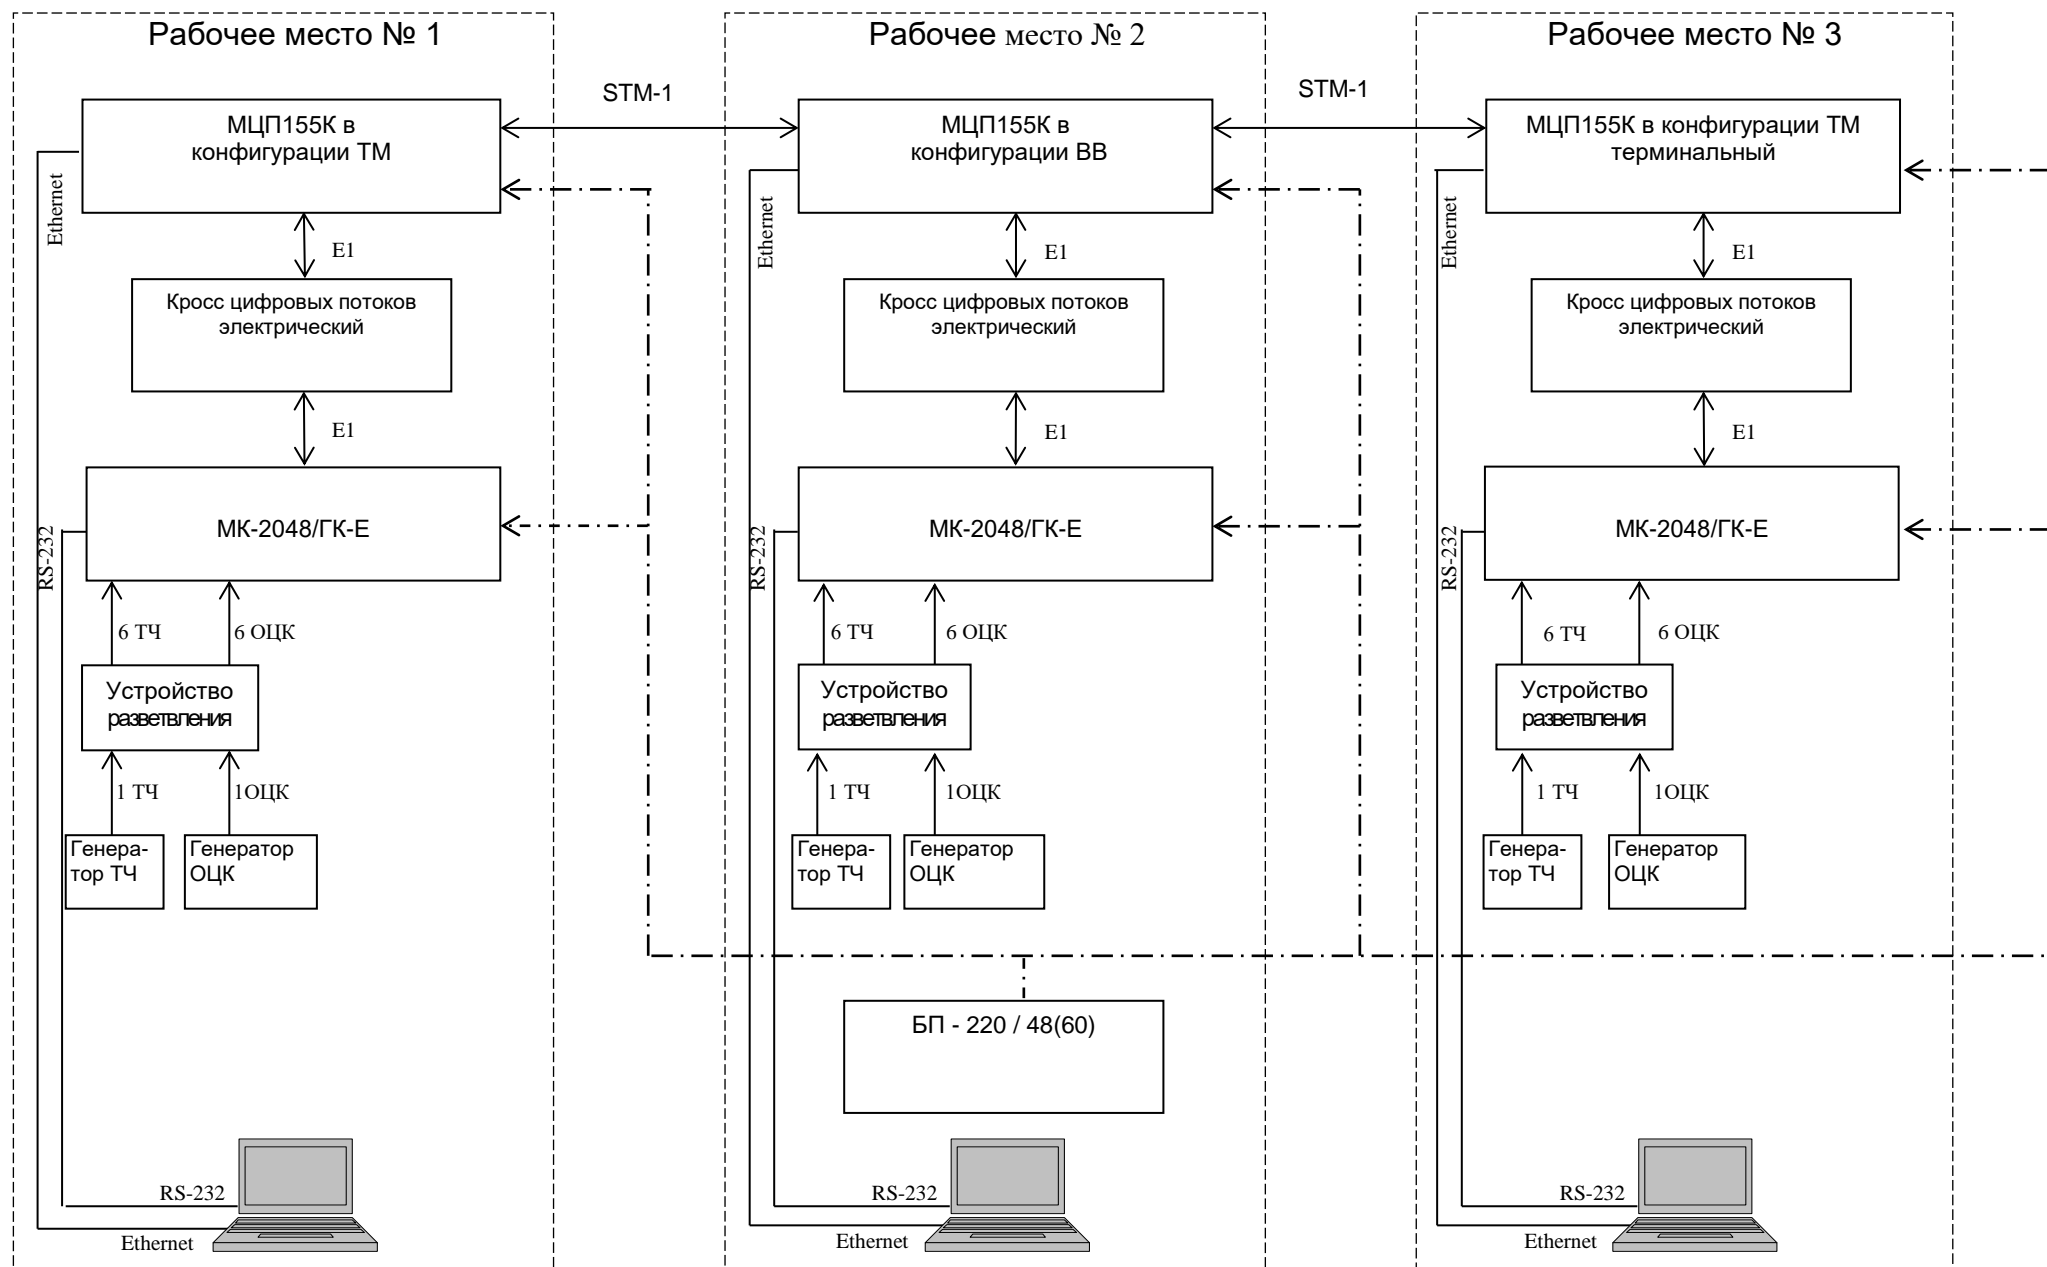 Рабочее место № 1
Рабочее место № 2
Рабочее место № 3
STM-1
STM-1
МЦП155К в
конфигурации ТМ
МЦП155К в
конфигурации ВВ
МЦП155К в конфигурации ТМ
терминальный
Ethernet
Ethernet
Ethernet
E1
E1
E1
Кросс цифровых потоков
электрический
Кросс цифровых потоков
электрический
Кросс цифровых потоков
электрический
E1
E1
E1
МК-2048/ГК-Е
МК-2048/ГК-Е
МК-2048/ГК-Е
RS-232
RS-232
RS-232
6 ТЧ
6 ОЦК
6 ТЧ
6 ОЦК
6 ТЧ
6 ОЦК
Устройство
разветвления
Устройство
разветвления
Устройство
разветвления
1 ТЧ
1ОЦК
1 ТЧ
1ОЦК
1 ТЧ
1ОЦК
Генера-
тор ТЧ
Генератор
ОЦК
Генера-
тор ТЧ
Генератор
ОЦК
Генера-
тор ТЧ
Генератор
ОЦК
БП - 220 / 48(60)
RS-232
RS-232
RS-232
Ethernet
Ethernet
Ethernet